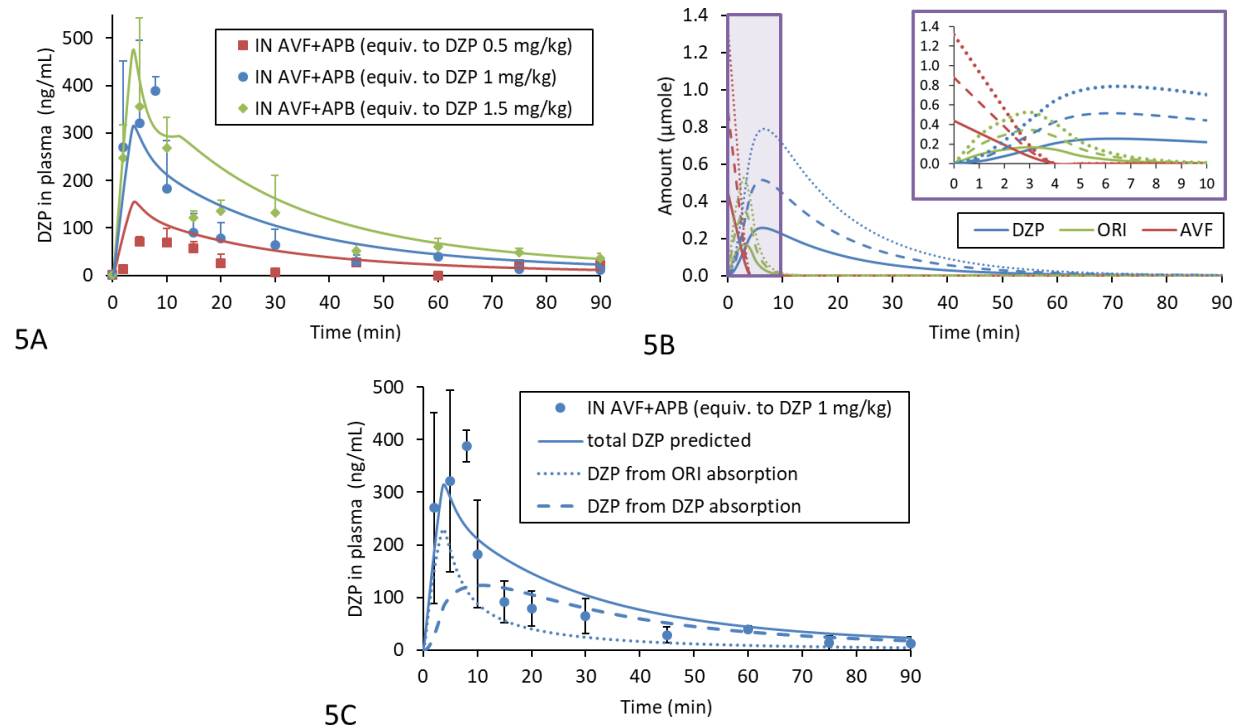 500
400
300
200
100
0
DZP in plasma (ng/mL)
IN AVF+APB (equiv. to DZP 0.5 mg/kg)
IN AVF+APB (equiv. to DZP 1 mg/kg)
IN AVF+APB (equiv. to DZP 1.5 mg/kg)
0 10 20 30 40 50 60 70 80 90
Time (min)
5A
1.4
1.2
1.0
0.8
0.6
0.4
0.2
0.0
Amount (µmole)
1.4
1.2
1.0
0.8
0.6
0.4
0.2
0.0
0 1 2 3 4 5 6 7 8 9 10
DZP ORI AVF
0 10 20 30 40 50 60 70 80 90
Time (min)
5B
500
400
300
200
100
0
DZP in plasma (ng/mL)
IN AVF+APB (equiv. to DZP 1 mg/kg)
total DZP predicted
DZP from ORI absorption
DZP from DZP absorption
0 10 20 30 40 50 60 70 80 90
Time (min)
5C